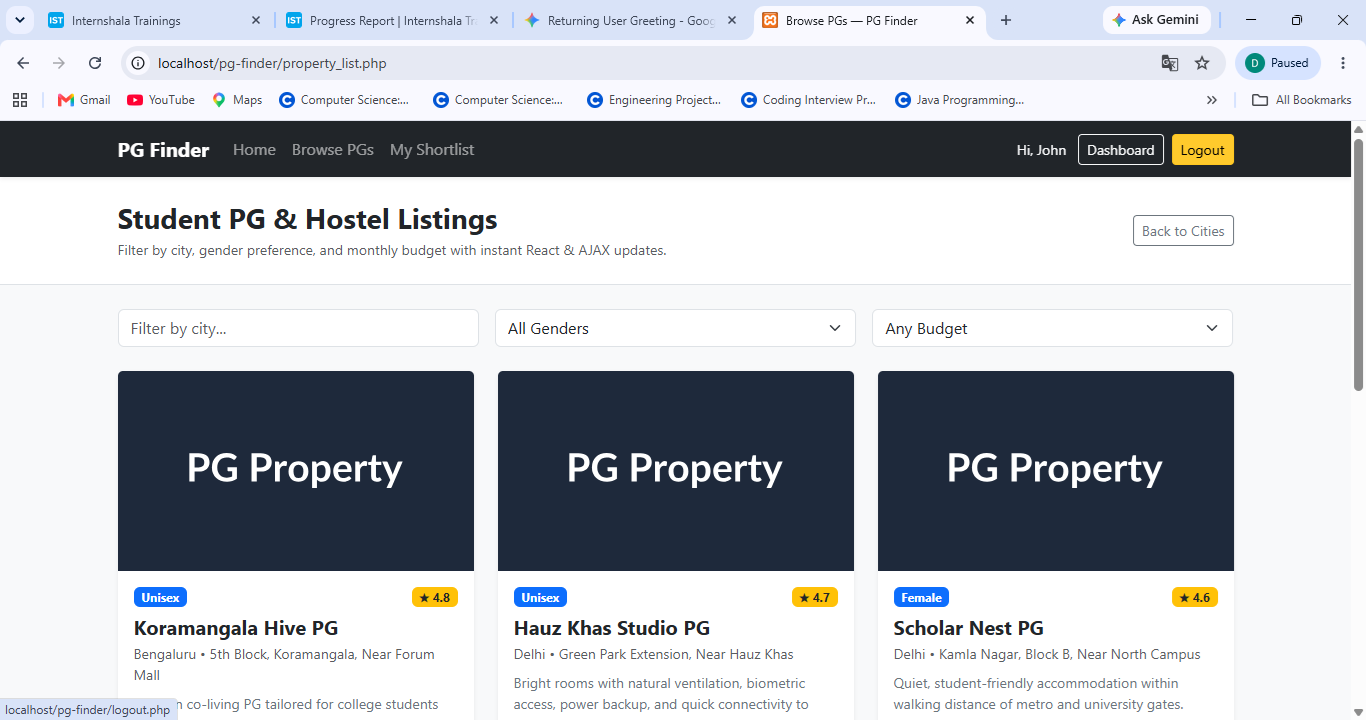 Internshala Trainings
Progress Report | Internshala Tra
Returning User Greeting - Goog
Browse PGs — PG Finder
Ask Gemini
localhost/pg-finder/property_list.php
D Paused
Gmail
YouTube
Maps
Computer Science:...
Computer Science:...
Engineering Project...
Coding Interview Pr...
Java Programming...
All Bookmarks
PG Finder
Home
Browse PGs
My Shortlist
Hi, John
Dashboard
Logout
Student PG & Hostel Listings
Filter by city, gender preference, and monthly budget with instant React & AJAX updates.
Back to Cities
Filter by city...
All Genders
Any Budget
PG Property
PG Property
PG Property
Unisex
★ 4.8
Koramangala Hive PG
Bengaluru • 5th Block, Koramangala, Near Forum
Mall
co-living PG tailored for college students
Unisex
★ 4.7
Hauz Khas Studio PG
Delhi • Green Park Extension, Near Hauz Khas
Bright rooms with natural ventilation, biometric
access, power backup, and quick connectivity to
Female
★ 4.6
Scholar Nest PG
Delhi • Kamla Nagar, Block B, Near North Campus
Quiet, student-friendly accommodation within
walking distance of metro and university gates.
localhost/pg-finder/logout.php